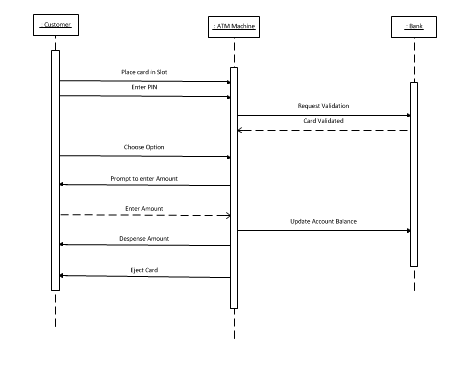 : Customer
: ATM Machine
: Bank
Place card in Slot
Enter PIN
Request Validation
Card Validated
Choose Option
Prompt to enter Amount
Enter Amount
Update Account Balance
Despense Amount
Eject Card